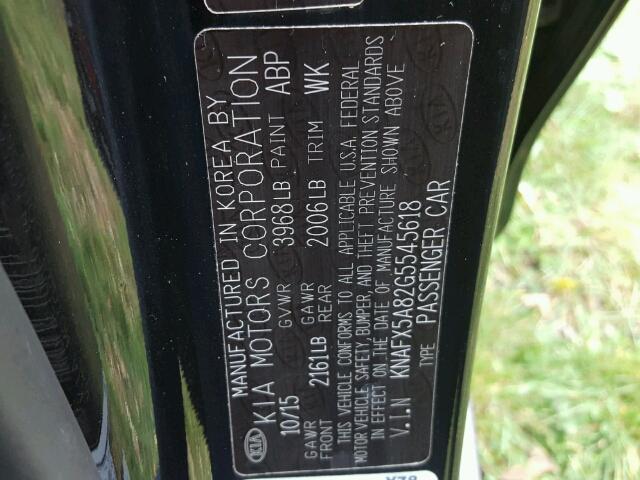 MANUFACTURED IN KOREA BY
KIA KIA MOTORS CORPORATION
10/15 GVWR 3968LB PAINT ABP
GAWR FRONT 2161LB GAWR REAR 2006LB TRIM WK
THIS VEHICLE CONFORMS TO ALL APPLICABLE U.S.A. FEDERAL
MOTOR VEHICLE SAFETY, BUMPER, AND THEFT PREVENTION STANDARDS
IN EFFECT ON THE DATE OF MANUFACTURE SHOWN ABOVE
V.I.N KNAFX5A82G5545618
TYPE PASSENGER CAR